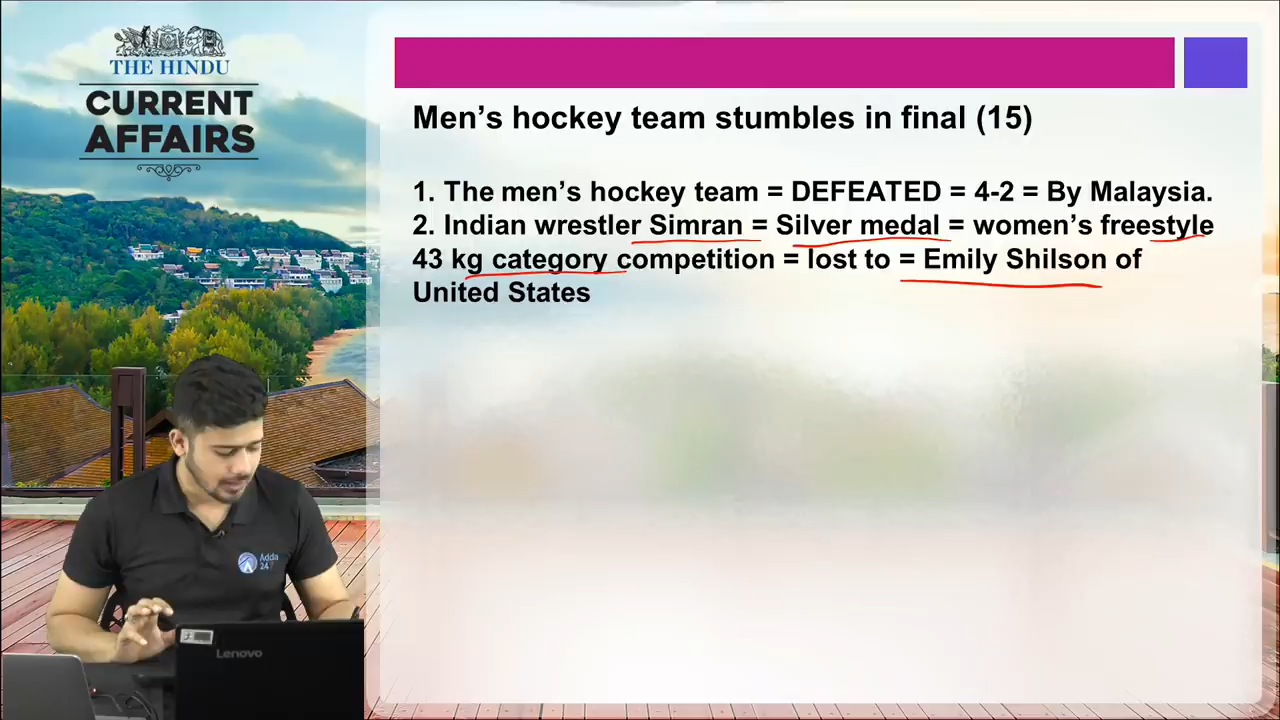 THE HINDU
CURRENT
AFFAIRS
Men’s hockey team stumbles in final (15)
1. The men’s hockey team = DEFEATED = 4-2 = By Malaysia.
2. Indian wrestler Simran = Silver medal = women’s freestyle
43 kg category competition = lost to = Emily Shilson of
United States
Adda
247
Lenovo